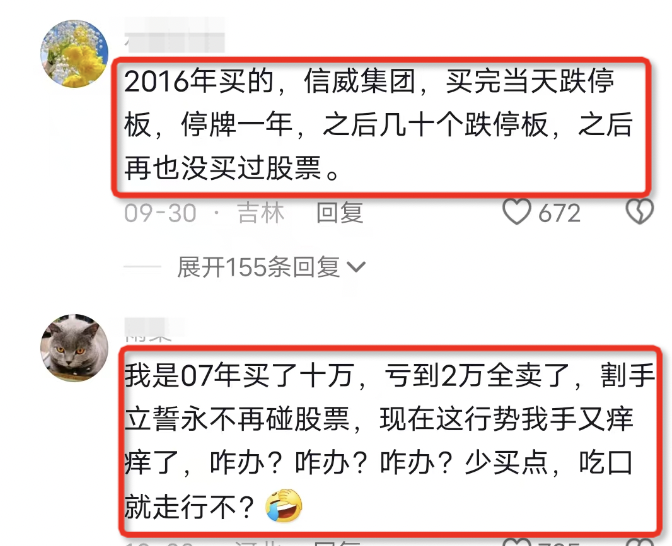 2016年买的，信威集团，买完当天跌停
板，停牌一年，之后几十个跌停板，之后
再也没买过股票。
09-30 · 吉林 回复 672
展开155条回复
我是07年买了十万，亏到2万全卖了，割手
立誓永不再碰股票，现在这行势我手又痒
痒了，咋办？咋办？咋办？少买点，吃口
就走行不？